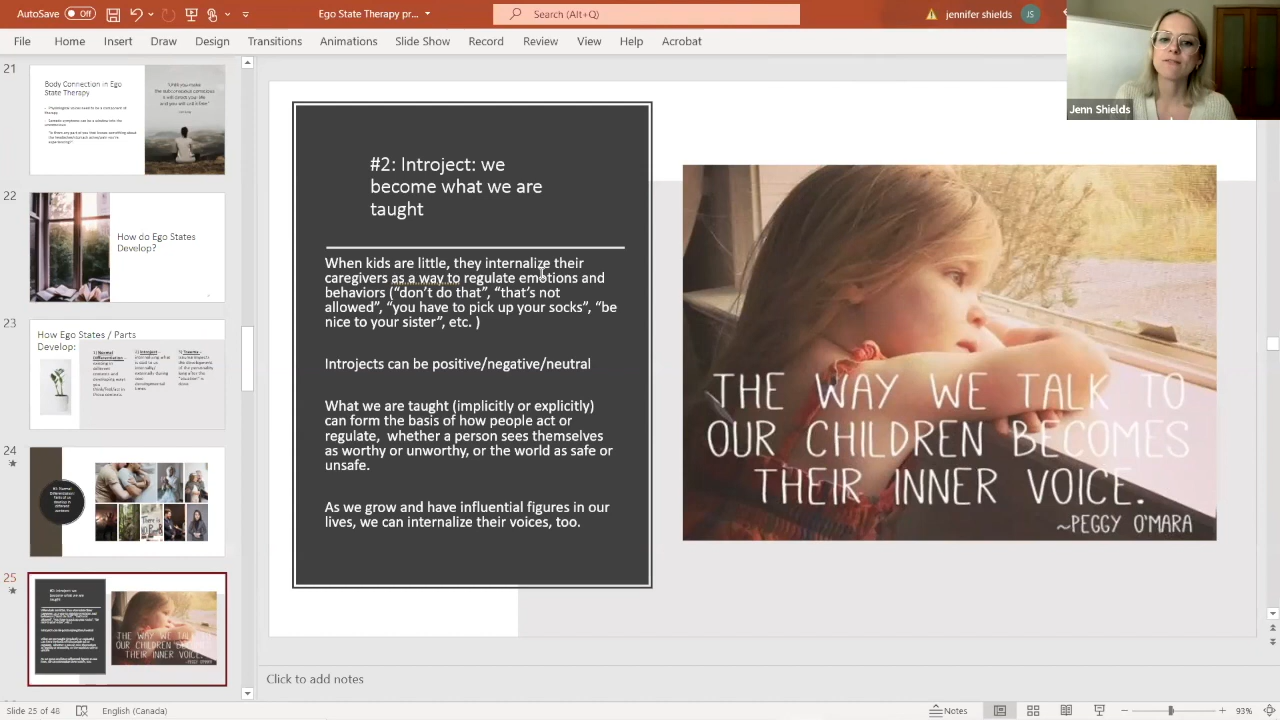 AutoSave Off
Ego State Therapy pr...
Search (Alt+Q)
jennifer shields
JS
File Home Insert Draw Design Transitions Animations Slide Show Record Review View Help Acrobat
Jenn Shields
21
Body Connection in Ego
State Therapy
22
How do Ego States
Develop?
23
How Ego States / Parts
Develop:
24
25
#2: Introject: we
become what we are
taught
When kids are little, they internalize their
caregivers as a way to regulate emotions and
behaviors (“don’t do that”, “that’s not
allowed”, “you have to pick up your socks”, “be
nice to your sister”, etc. )
Introjects can be positive/negative/neutral
What we are taught (implicitly or explicitly)
can form the basis of how people act or
regulate, whether a person sees themselves
as worthy or unworthy, or the world as safe or
unsafe.
As we grow and have influential figures in our
lives, we can internalize their voices, too.
THE WAY WE TALK TO
OUR CHILDREN BECOMES
THEIR INNER VOICE.
~PEGGY O'MARA
Click to add notes
Slide 25 of 48
English (Canada)
Notes
93%